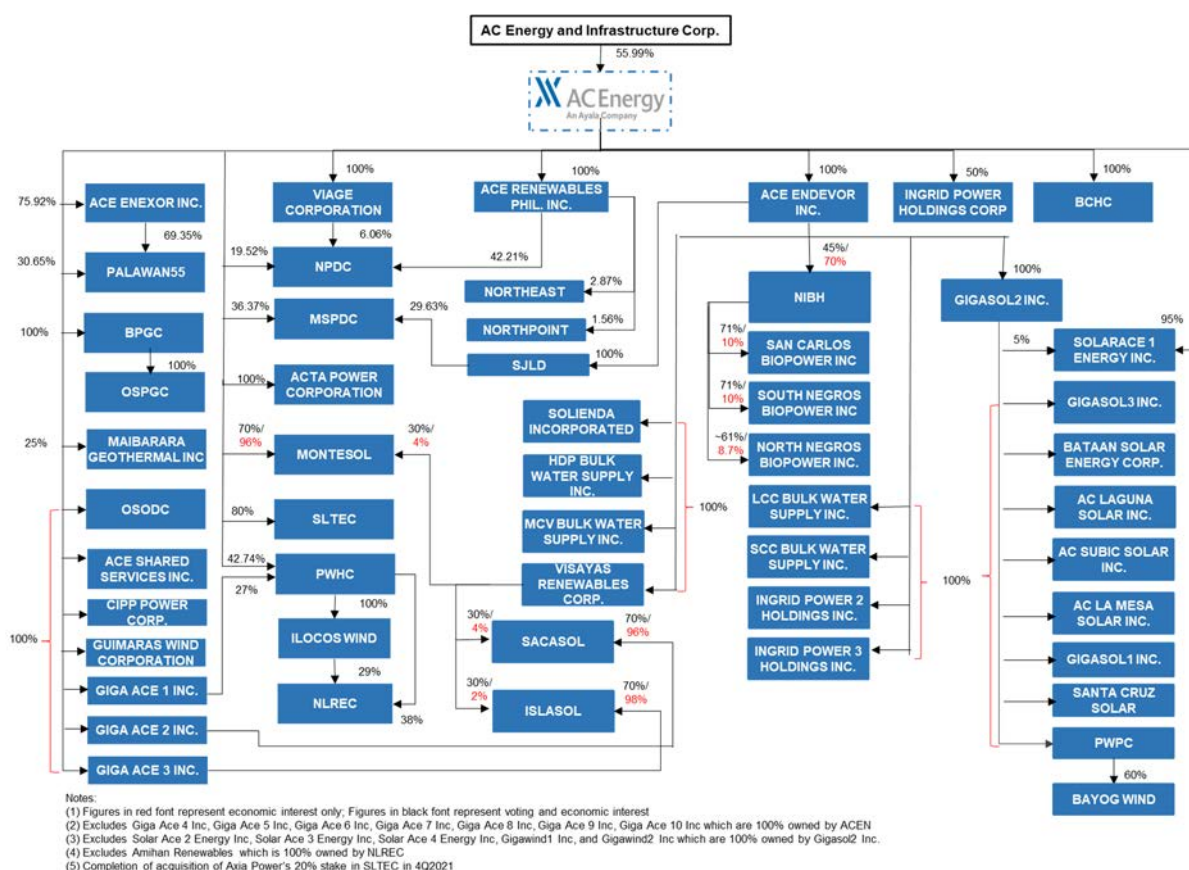 AC Energy and Infrastructure Corp.
55.99%
ACEnergy
An Ayala Company
100%
100%
100%
50%
100%
75.92%
ACE ENEXOR INC.
VIAGE
CORPORATION
ACE RENEWABLES
PHIL. INC.
ACE ENDEVOR
INC.
INGRID POWER
HOLDINGS CORP
BCHC
69.35%
6.06%
30.65%
PALAWAN55
19.52%
NPDC
42.21%
45%/
70%
100%
NORTHEAST
2.87%
NIBH
GIGASOL2 INC.
36.37%
MSPDC
29.63%
NORTHPOINT
1.56%
95%
100%
BPGC
71%/
10%
SAN CARLOS
BIOPOWER INC
5%
SOLARACE 1
ENERGY INC.
100%
SJLD
100%
OSPGC
100%
ACTA POWER
CORPORATION
71%/
10%
SOUTH NEGROS
BIOPOWER INC
GIGASOL3 INC.
SOLIENDA
INCORPORATED
25%
MAIBARARA
GEOTHERMAL INC
70%/
96%
MONTESOL
30%/
4%
~61%/
8.7%
NORTH NEGROS
BIOPOWER INC.
BATAAN SOLAR
ENERGY CORP.
HDP BULK
WATER SUPPLY
INC.
100%
OSODC
80%
SLTEC
LCC BULK WATER
SUPPLY INC.
AC LAGUNA
SOLAR INC.
MCV BULK WATER
SUPPLY INC.
ACE SHARED
SERVICES INC.
42.74%
27%
PWHC
VISAYAS
RENEWABLES
CORP.
SCC BULK WATER
SUPPLY INC.
100%
100%
AC SUBIC SOLAR
INC.
CIPP POWER
CORP.
100%
INGRID POWER 2
HOLDINGS INC.
AC LA MESA
SOLAR INC.
100%
GUIMARAS WIND
CORPORATION
ILOCOS WIND
30%/
4%
SACASOL
70%/
96%
INGRID POWER 3
HOLDINGS INC.
GIGASOL1 INC.
29%
GIGA ACE 1 INC.
NLREC
38%
30%/
2%
ISLASOL
70%/
98%
SANTA CRUZ
SOLAR
GIGA ACE 2 INC.
PWPC
GIGA ACE 3 INC.
60%
BAYOG WIND
Notes:
(1) Figures in red font represent economic interest only; Figures in black font represent voting and economic interest
(2) Excludes Giga Ace 4 Inc, Giga Ace 5 Inc, Giga Ace 6 Inc, Giga Ace 7 Inc, Giga Ace 8 Inc, Giga Ace 9 Inc, Giga Ace 10 Inc which are 100% owned by ACEN
(3) Excludes Solar Ace 2 Energy Inc, Solar Ace 3 Energy Inc, Solar Ace 4 Energy Inc, Gigawind1 Inc, and Gigawind2 Inc which are 100% owned by Gigasol2 Inc.
(4) Excludes Amihan Renewables which is 100% owned by NLREC
(5) Completion of acquisition of Axia Power's 20% stake in SLTEC in 4Q2021